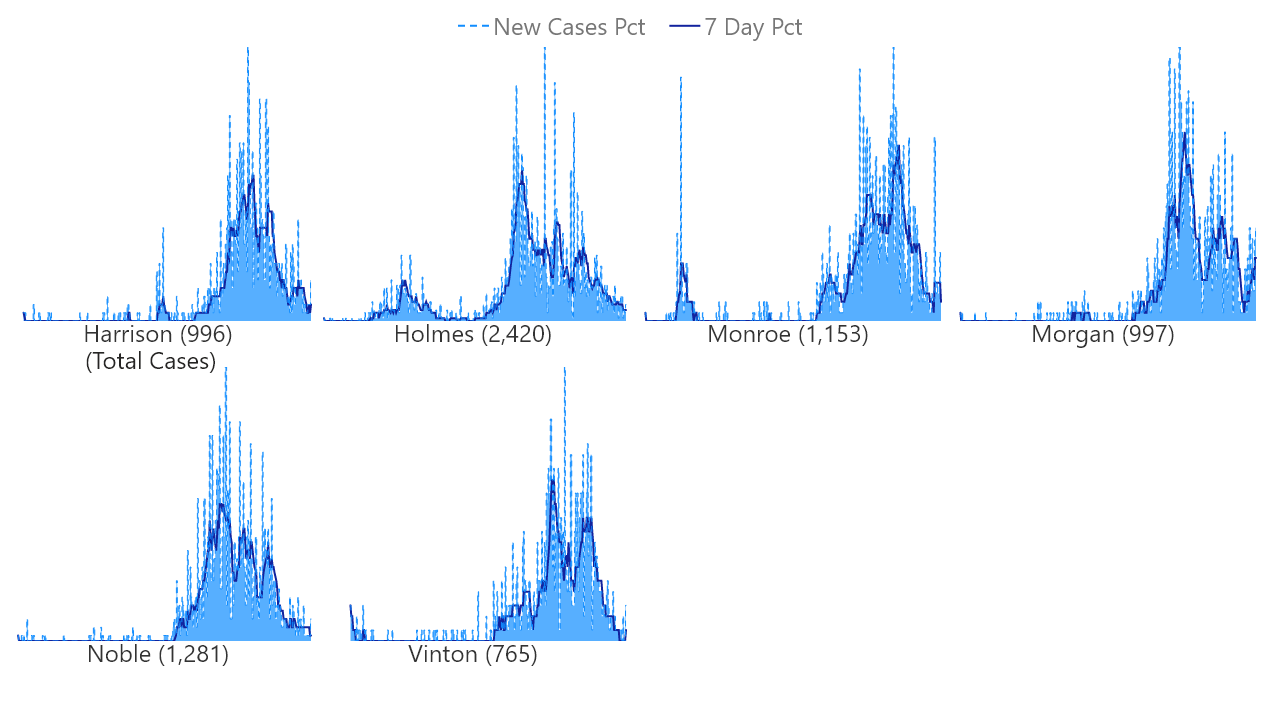 New Cases Pct 7 Day Pct
Harrison (996) Holmes (2,420) Monroe (1,153) Morgan (997)
(Total Cases)
Noble (1,281) Vinton (765)